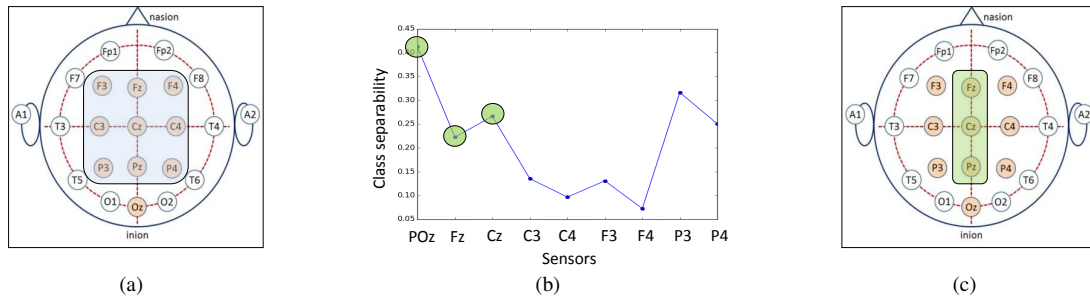 nasion
Fp1 Fp2
F7 F3 Fz F4 F8
A1 A2
T3 C3 Cz C4 T4
P3 Pz P4
T5 T6
O1 Oz O2
inion
(a)
Class separability
0.45
0.40
0.35
0.30
0.25
0.20
0.15
0.10
0.05
POz Fz Cz C3 C4 F3 F4 P3 P4
Sensors
(b)
nasion
Fp1 Fp2
F7 F3 Fz F4 F8
A1 A2
T3 C3 Cz C4 T4
P3 Pz P4
T5 T6
O1 Oz O2
inion
(c)